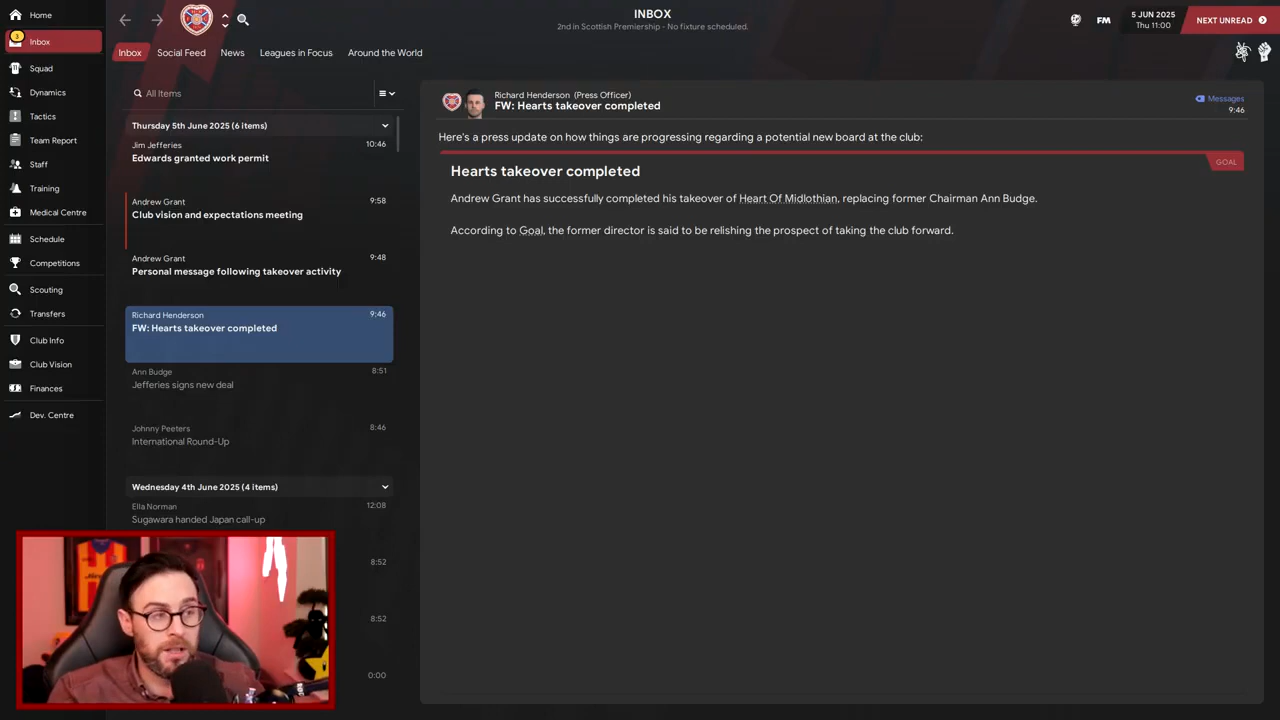 Home
3
Inbox
Squad
Dynamics
Tactics
Team Report
Staff
Training
Medical Centre
Schedule
Competitions
Scouting
Transfers
Club Info
Club Vision
Finances
Dev. Centre
INBOX
2nd in Scottish Premiership - No fixture scheduled.
FM
5 JUN 2025
Thu 11:00
NEXT UNREAD
Inbox
Social Feed
News
Leagues in Focus
Around the World
All Items
Thursday 5th June 2025 (6 items)
Jim Jefferies 10:46
Edwards granted work permit
Andrew Grant 9:58
Club vision and expectations meeting
Andrew Grant 9:48
Personal message following takeover activity
Richard Henderson 9:46
FW: Hearts takeover completed
Ann Budge 8:51
Jefferies signs new deal
Johnny Peeters 8:46
International Round-Up
Wednesday 4th June 2025 (4 items)
Ella Norman 12:08
Sugawara handed Japan call-up
8:52
8:52
0:00
Richard Henderson (Press Officer)
FW: Hearts takeover completed
Messages
9:46
Here's a press update on how things are progressing regarding a potential new board at the club:
GOAL
Hearts takeover completed
Andrew Grant has successfully completed his takeover of Heart Of Midlothian, replacing former Chairman Ann Budge.
According to Goal, the former director is said to be relishing the prospect of taking the club forward.